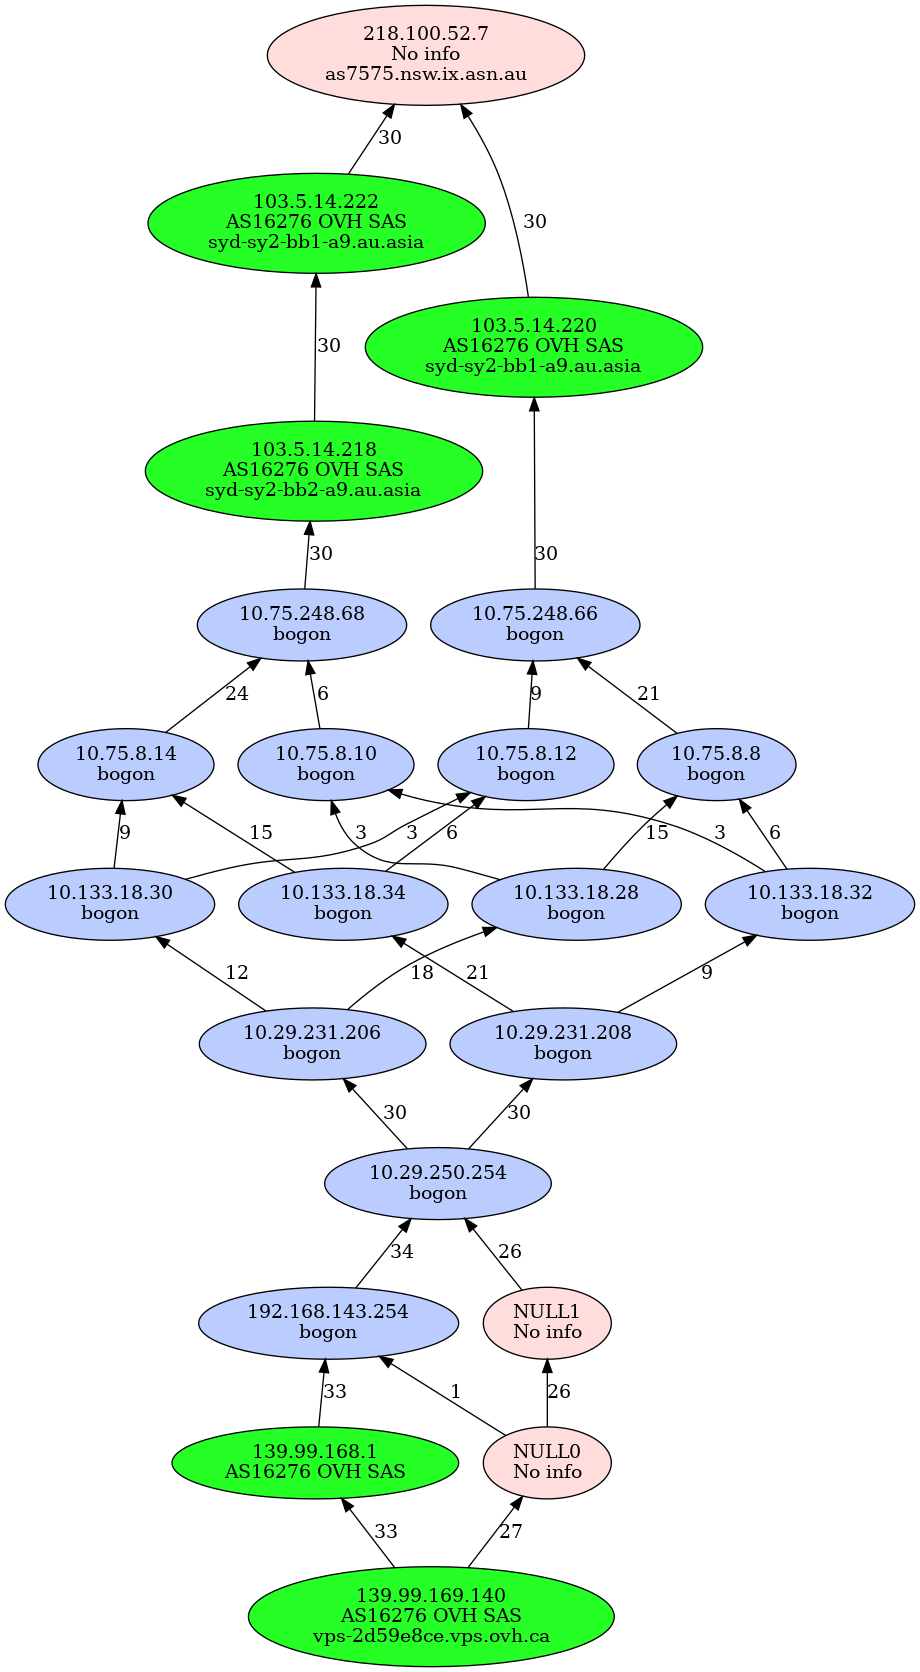 218.100.52.7
No info
as7575.nsw.ix.asn.au
30
103.5.14.222
AS16276 OVH SAS
syd-sy2-bb1-a9.au.asia
30
103.5.14.220
AS16276 OVH SAS
syd-sy2-bb1-a9.au.asia
30
103.5.14.218
AS16276 OVH SAS
syd-sy2-bb2-a9.au.asia
30
30
10.75.248.68
bogon
10.75.248.66
bogon
24
6
9
21
10.75.8.14
bogon
10.75.8.10
bogon
10.75.8.12
bogon
10.75.8.8
bogon
9
15
3
3
6
15
3
6
10.133.18.30
bogon
10.133.18.34
bogon
10.133.18.28
bogon
10.133.18.32
bogon
12
18
21
9
10.29.231.206
bogon
10.29.231.208
bogon
30
30
10.29.250.254
bogon
34
26
192.168.143.254
bogon
NULL1
No info
33
1
26
139.99.168.1
AS16276 OVH SAS
NULL0
No info
33
27
139.99.169.140
AS16276 OVH SAS
vps-2d59e8ce.vps.ovh.ca